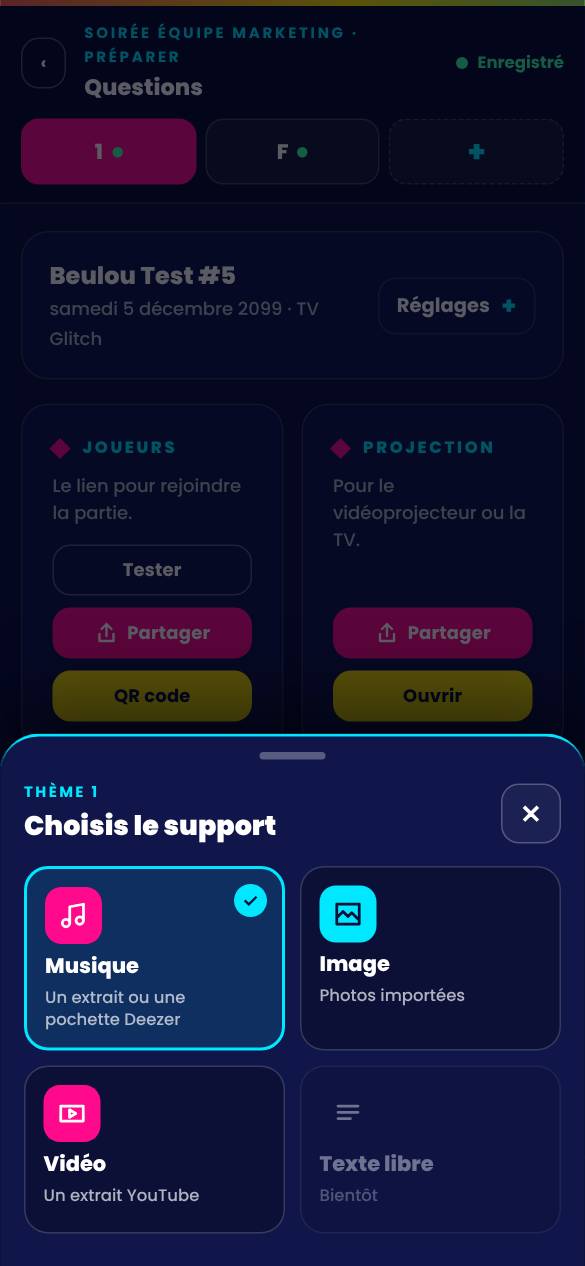 SOIRÉE ÉQUIPE MARKETING ·
PRÉPARER
Questions
Enregistré
1
F
+
Beulou Test #5
samedi 5 décembre 2099 · TV
Glitch
Réglages +
JOUEURS
Le lien pour rejoindre
la partie.
Tester
Partager
QR code
PROJECTION
Pour le
vidéoprojecteur ou la
TV.
Partager
Ouvrir
THÈME 1
Choisis le support
Musique
Un extrait ou une
pochette Deezer
Image
Photos importées
Vidéo
Un extrait YouTube
Texte libre
Bientôt